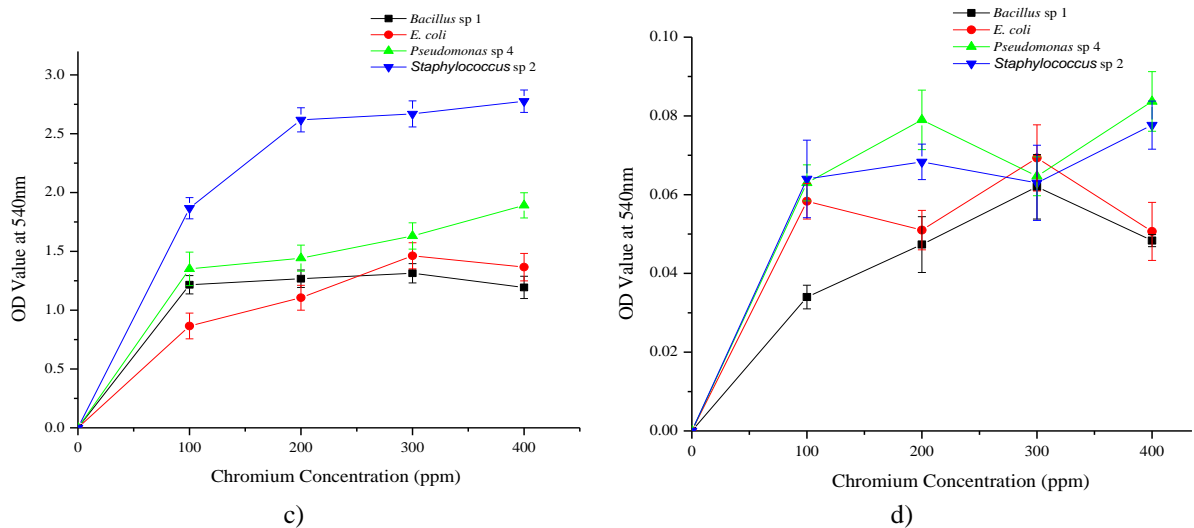 Bacillus sp 1
E. coli
Pseudomonas sp 4
Staphylococcus sp 2
3.0
2.5
2.0
1.5
1.0
0.5
0.0
OD Value at 540nm
0 100 200 300 400
Chromium Concentration (ppm)
c)
Bacillus sp 1
E. coli
Pseudomonas sp 4
Staphylococcus sp 2
0.10
0.08
0.06
0.04
0.02
0.00
OD Value at 540nm
0 100 200 300 400
Chromium Concentration (ppm)
d)